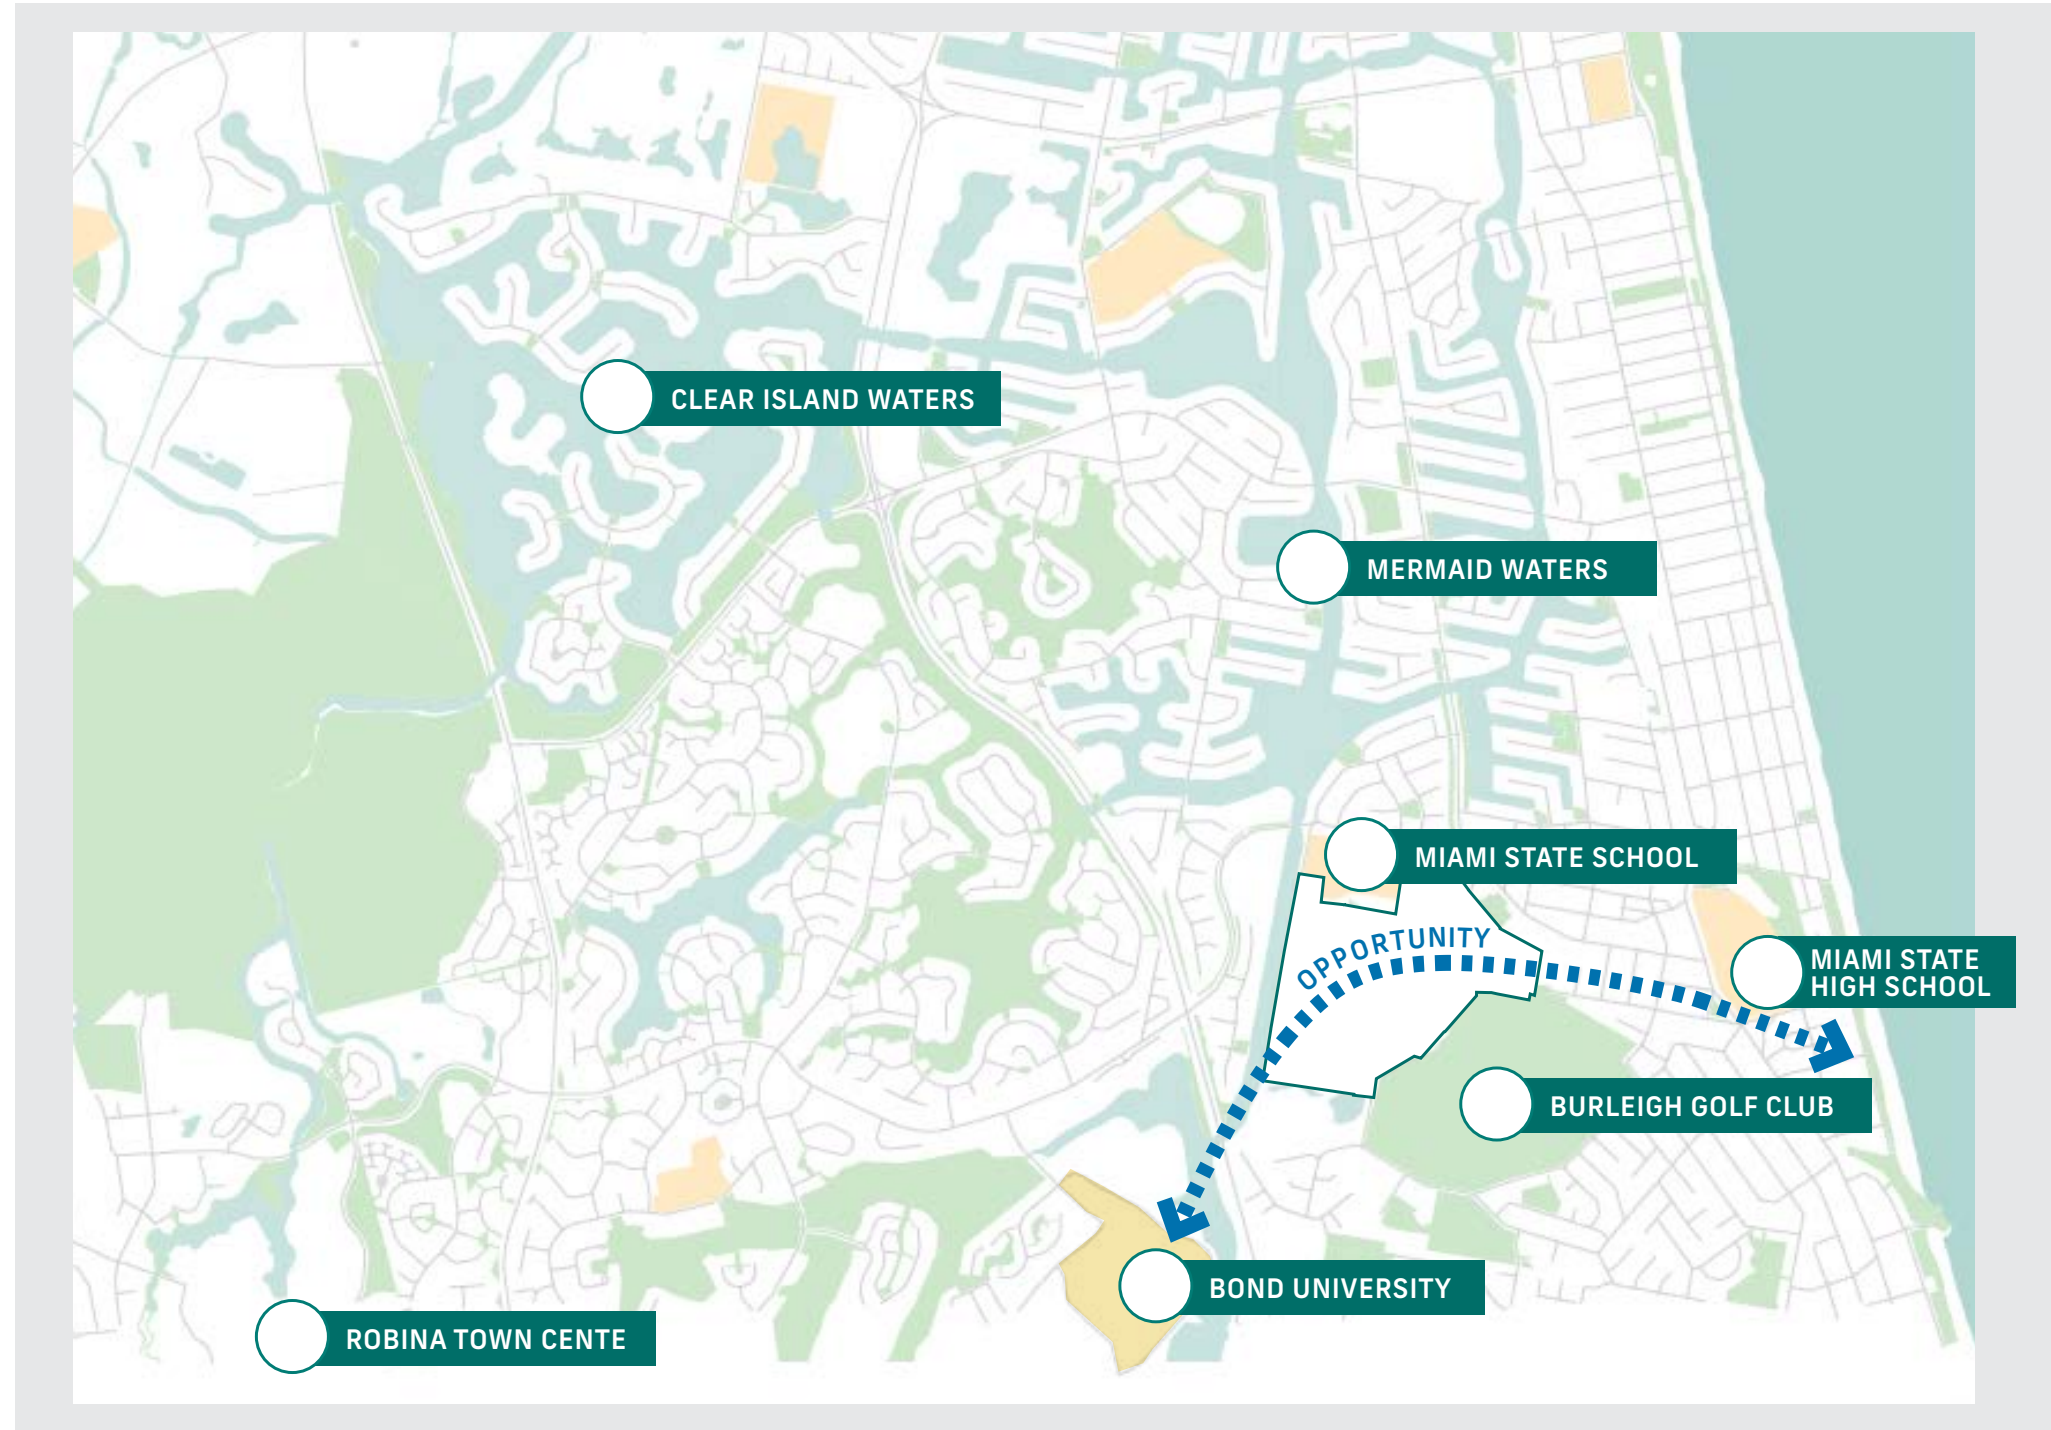 CLEAR ISLAND WATERS
MERMAID WATERS
MIAMI STATE SCHOOL
OPPORTUNITY
MIAMI STATE
HIGH SCHOOL
BURLEIGH GOLF CLUB
BOND UNIVERSITY
ROBINA TOWN CENTE